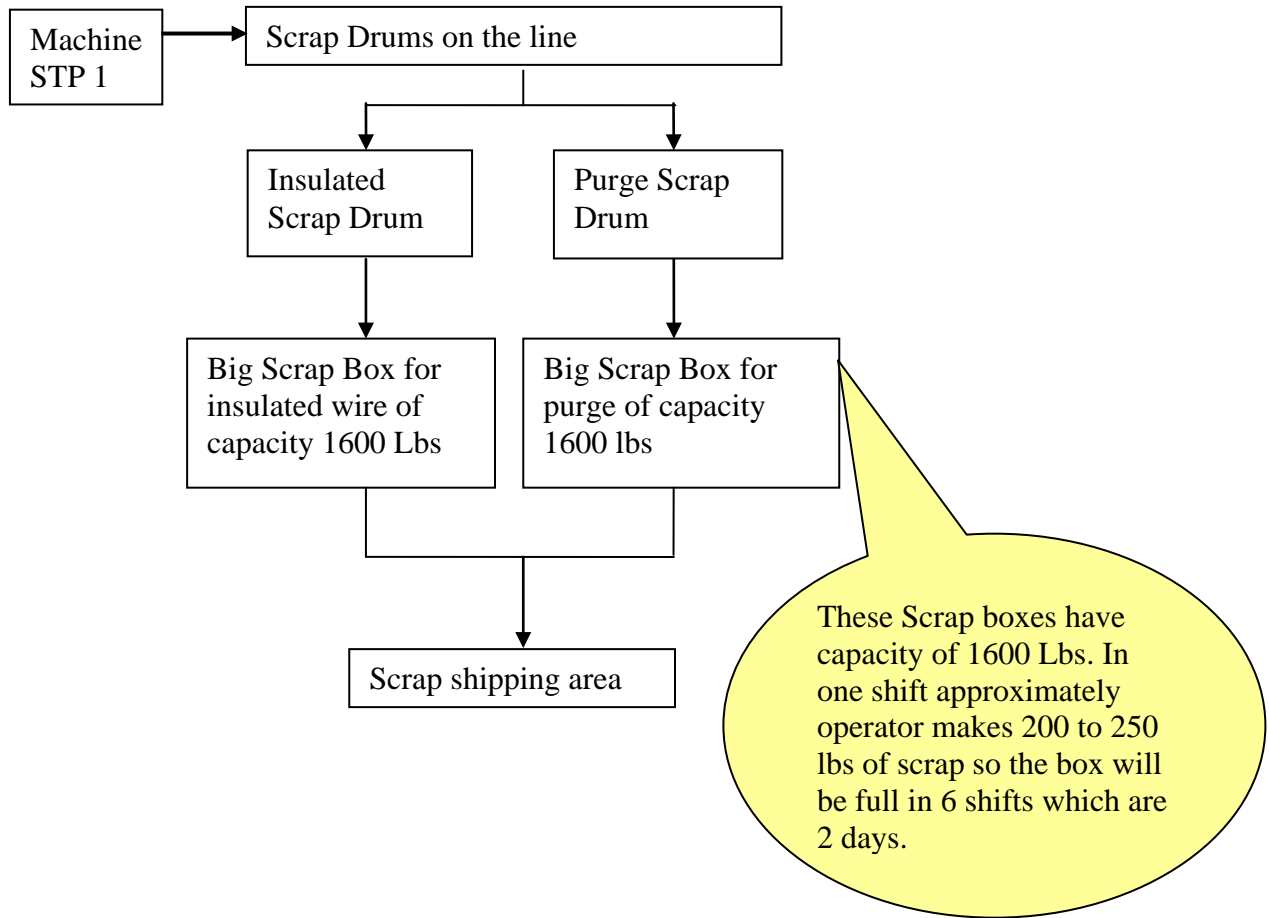 Machine
STP 1
Scrap Drums on the line
Insulated
Scrap Drum
Purge Scrap
Drum
Big Scrap Box for
insulated wire of
capacity 1600 Lbs
Big Scrap Box for
purge of capacity
1600 lbs
These Scrap boxes have
capacity of 1600 Lbs. In
one shift approximately
operator makes 200 to 250
lbs of scrap so the box will
be full in 6 shifts which are
2 days.
Scrap shipping area